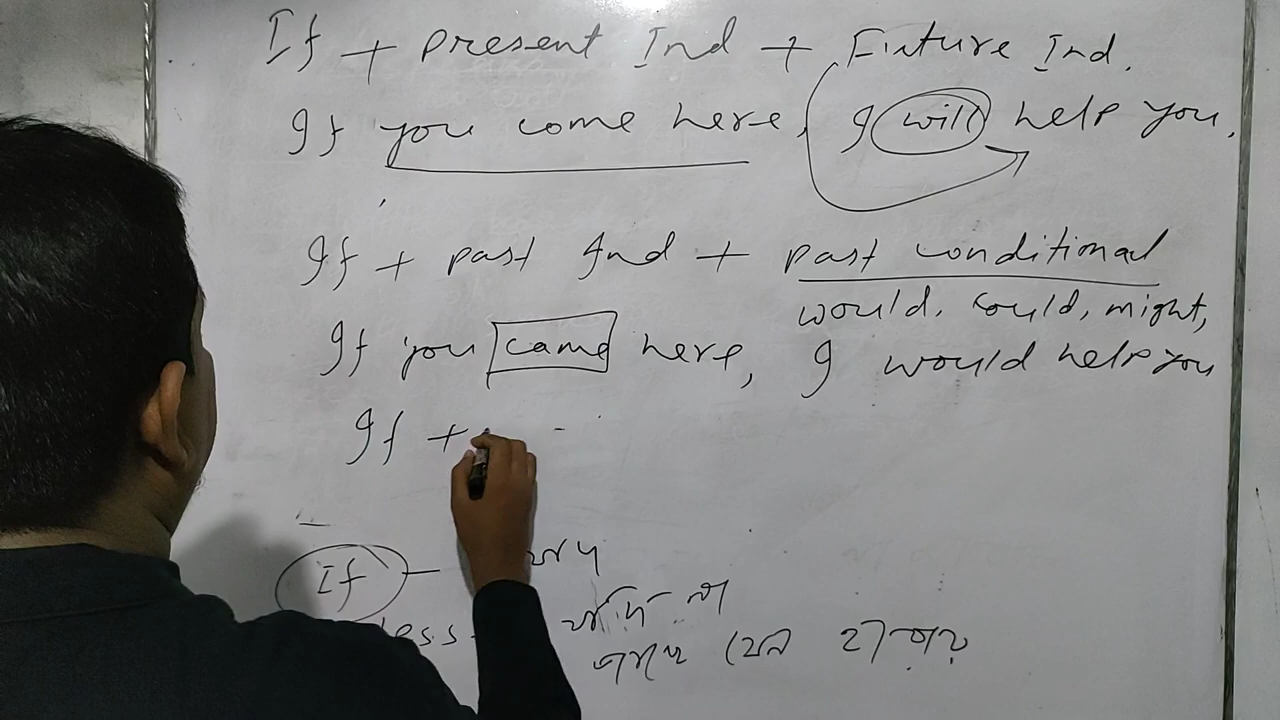 If + present Ind + Future Ind.
If you come here, I will help you.
If + past Ind + past conditional
would, could, might,
If you came here, I would help you
If +
If —
less
যদি না